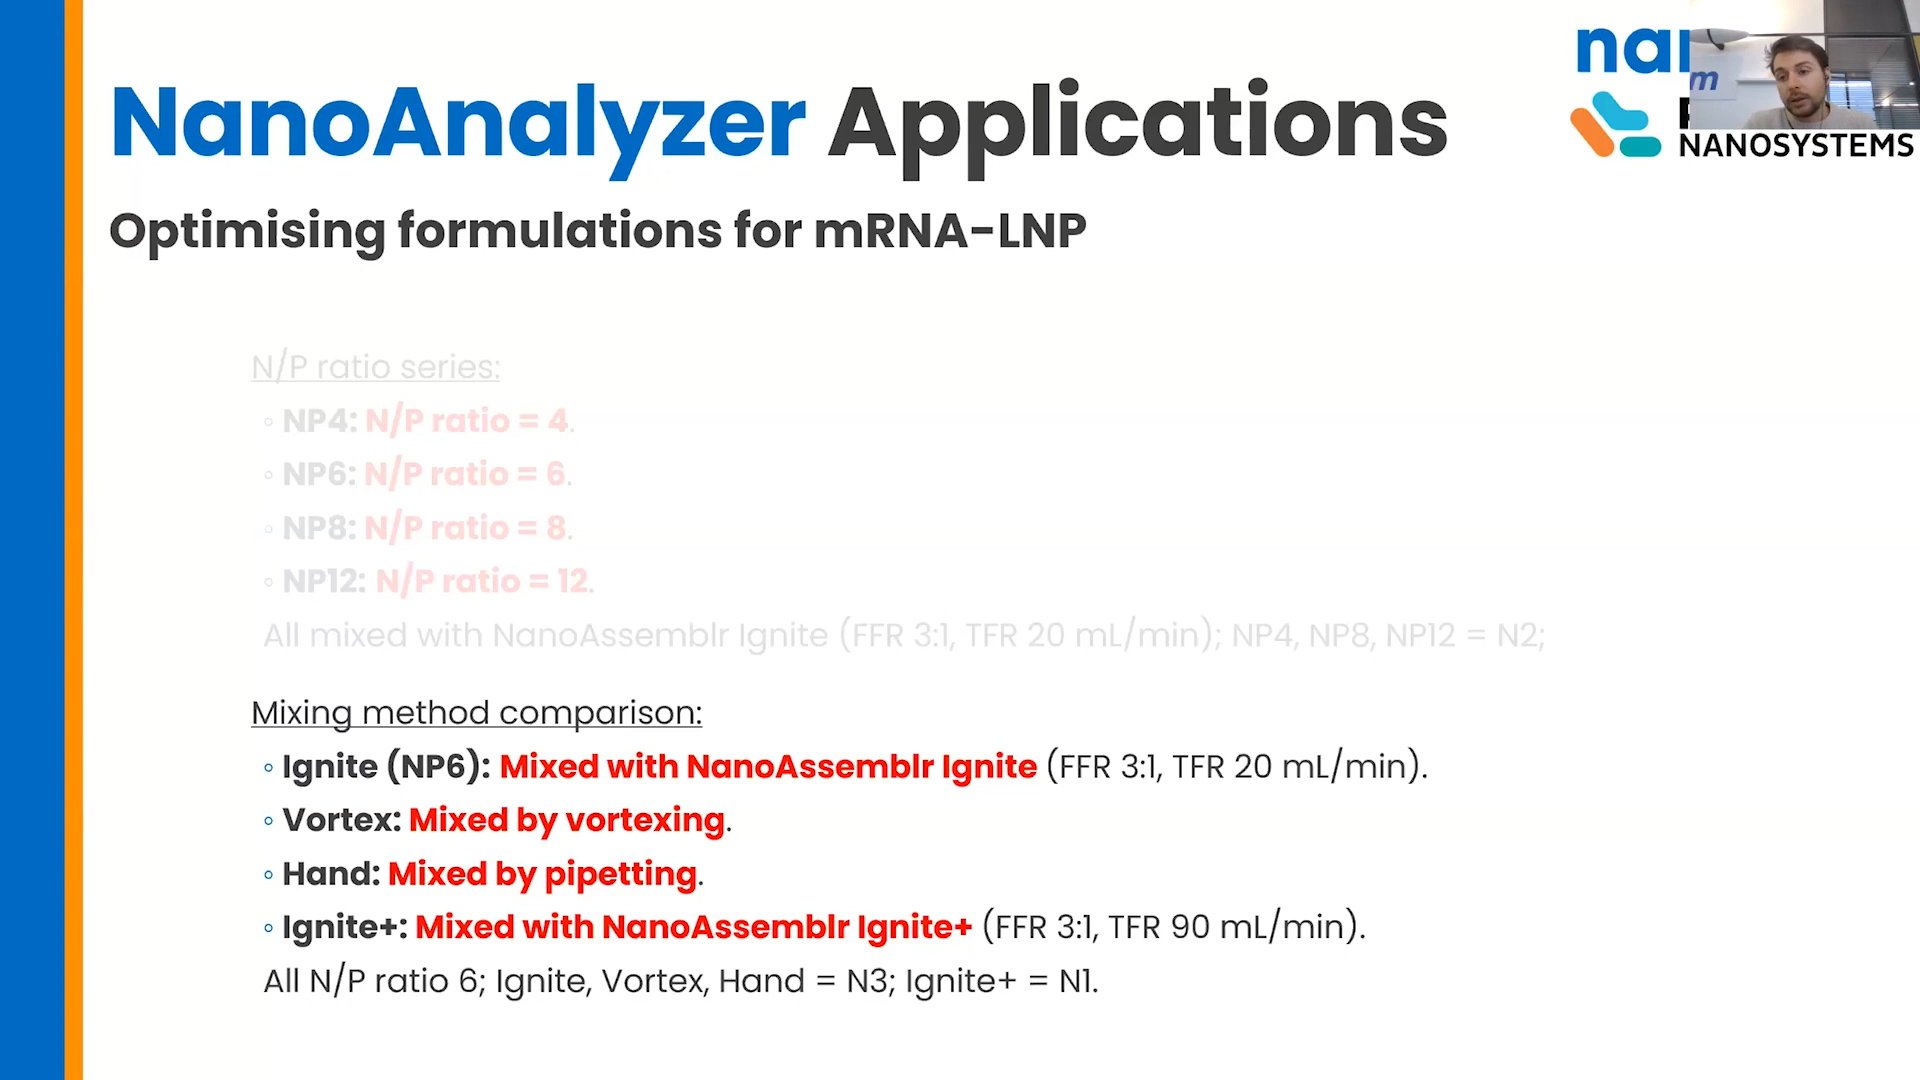 NanoAnalyzer Applications
NANOSYSTEMS
Optimising formulations for mRNA-LNP
N/P ratio series:
◦ NP4: N/P ratio = 4.
◦ NP6: N/P ratio = 6.
◦ NP8: N/P ratio = 8.
◦ NP12: N/P ratio = 12.
All mixed with NanoAssemblr Ignite (FFR 3:1, TFR 20 mL/min); NP4, NP8, NP12 = N2;
Mixing method comparison:
◦ Ignite (NP6): Mixed with NanoAssemblr Ignite (FFR 3:1, TFR 20 mL/min).
◦ Vortex: Mixed by vortexing.
◦ Hand: Mixed by pipetting.
◦ Ignite+: Mixed with NanoAssemblr Ignite+ (FFR 3:1, TFR 90 mL/min).
All N/P ratio 6; Ignite, Vortex, Hand = N3; Ignite+ = N1.